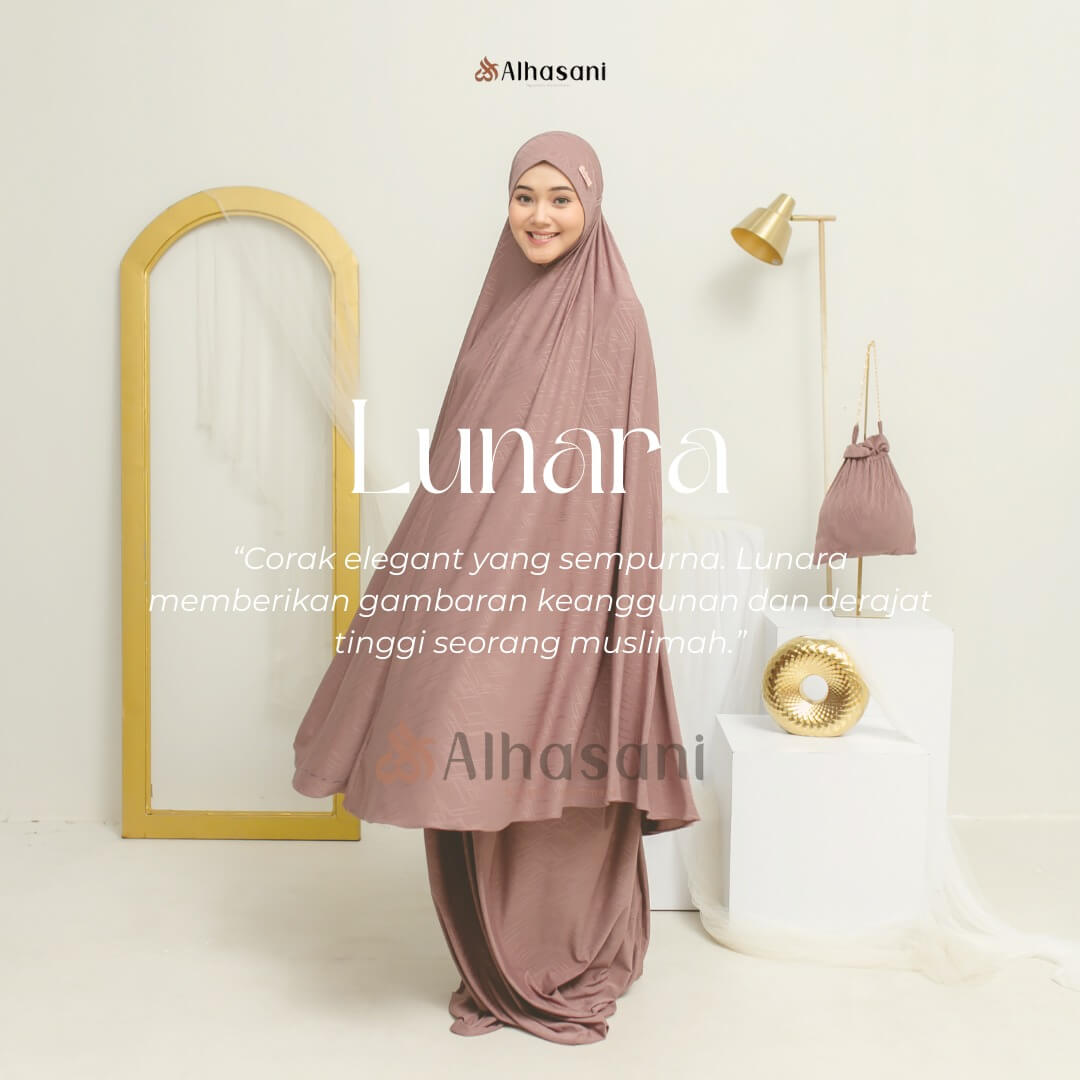 Alhasani
Lunara
“Corak elegant yang sempurna. Lunara
memberikan gambaran keanggunan dan derajat
tinggi seorang muslimah.”
Alhasani